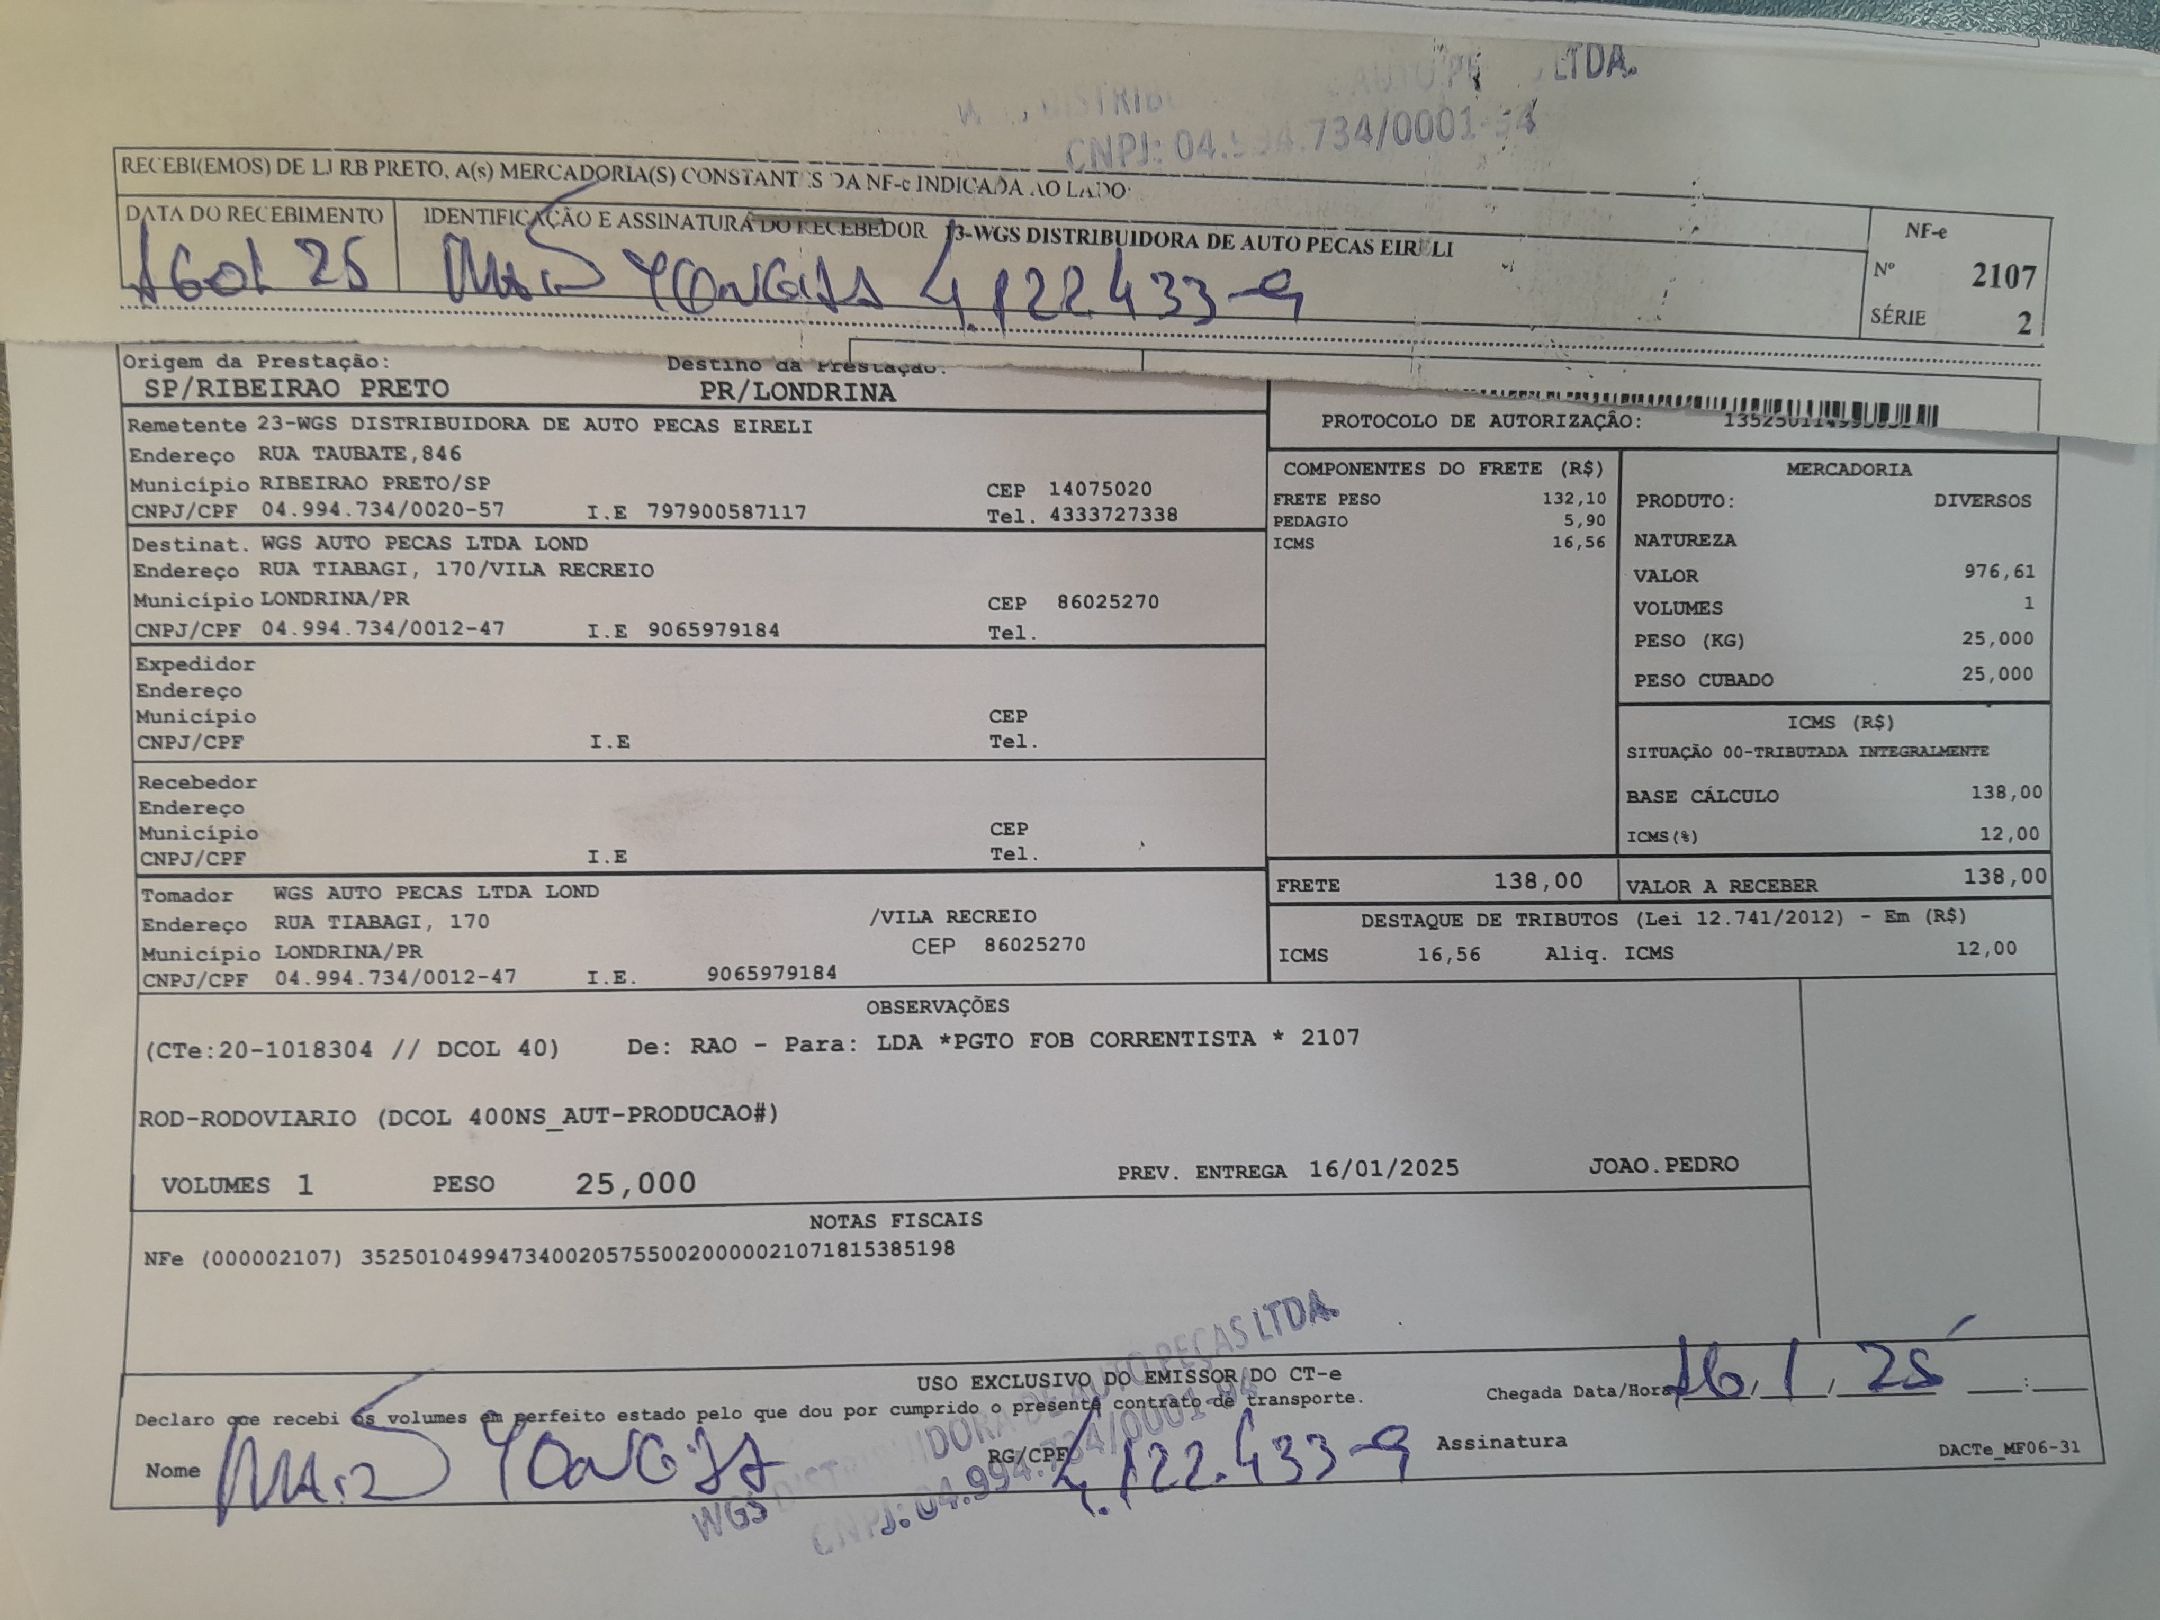 LTDA.
CNPJ: 04. .734/0001
RECEBI(EMOS) DE LJ RB PRETO, A(s) MERCADORIA(S) CONSTANTES DA NF-e INDICADA AO LADO
DATA DO RECEBIMENTO IDENTIFICAÇÃO E ASSINATURA DO RECEBEDOR 13-WGS DISTRIBUIDORA DE AUTO PECAS EIRELI
NF-e
Nº 2107
SÉRIE 2
4.122433-9
Origem da Prestação: Destino da Prestação:
SP/RIBEIRAO PRETO PR/LONDRINA
Remetente 23-WGS DISTRIBUIDORA DE AUTO PECAS EIRELI
Endereço RUA TAUBATE,846
Município RIBEIRAO PRETO/SP CEP 14075020
CNPJ/CPF 04.994.734/0020-57 I.E 797900587117 Tel. 4333727338
Destinat. WGS AUTO PECAS LTDA LOND
Endereço RUA TIABAGI, 170/VILA RECREIO
Município LONDRINA/PR CEP 86025270
CNPJ/CPF 04.994.734/0012-47 I.E 9065979184 Tel.
Expedidor
Endereço
Município CEP
CNPJ/CPF I.E Tel.
Recebedor
Endereço
Município CEP
CNPJ/CPF I.E Tel.
Tomador WGS AUTO PECAS LTDA LOND
Endereço RUA TIABAGI, 170 /VILA RECREIO
Município LONDRINA/PR CEP 86025270
CNPJ/CPF 04.994.734/0012-47 I.E. 9065979184
PROTOCOLO DE AUTORIZAÇÃO:
COMPONENTES DO FRETE (R$)
FRETE PESO 132,10
PEDAGIO 5,90
ICMS 16,56
MERCADORIA
PRODUTO: DIVERSOS
NATUREZA
VALOR 976,61
VOLUMES 1
PESO (KG) 25,000
PESO CUBADO 25,000
ICMS (R$)
SITUAÇÃO 00-TRIBUTADA INTEGRALMENTE
BASE CÁLCULO 138,00
ICMS(%) 12,00
FRETE 138,00 VALOR A RECEBER 138,00
DESTAQUE DE TRIBUTOS (Lei 12.741/2012) - Em (R$)
ICMS 16,56 Aliq. ICMS 12,00
OBSERVAÇÕES
(CTe:20-1018304 // DCOL 40) De: RAO - Para: LDA *PGTO FOB CORRENTISTA * 2107
ROD-RODOVIARIO (DCOL 400NS_AUT-PRODUCAO#)
VOLUMES 1 PESO 25,000 PREV. ENTREGA 16/01/2025 JOAO.PEDRO
NOTAS FISCAIS
NFe (000002107) 35250104994734002057550020000021071815385198
USO EXCLUSIVO DO EMISSOR DO CT-e
Declaro que recebi os volumes em perfeito estado pelo que dou por cumprido o presente contrato de transporte.
Chegada Data/Hora 16/1/25 :
Nome RG/CPF 4.122.433-9 Assinatura
DACTe_MF06-31
WGS DISTRIBUIDORA DE AUTO PEÇAS LTDA.
CNPJ: 04.994.734/0001-94